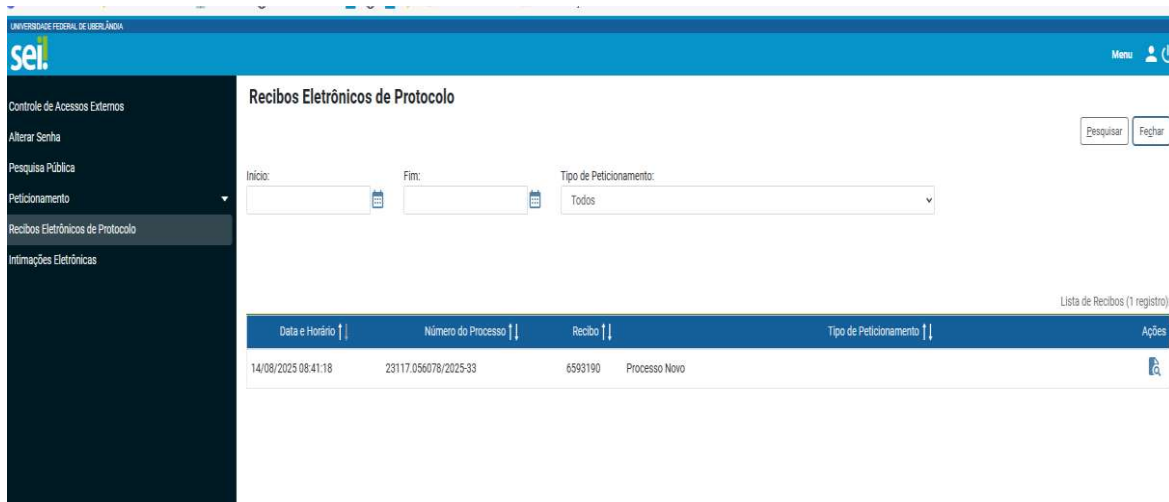 UNIVERSIDADE FEDERAL DE UBERLÂNDIA
sei!
Menu
Controle de Acessos Externos
Alterar Senha
Pesquisa Pública
Peticionamento
Recibos Eletrônicos de Protocolo
Intimações Eletrônicas
Recibos Eletrônicos de Protocolo
Pesquisar Fechar
Início: Fim: Tipo de Peticionamento:
Todos
Lista de Recibos (1 registro):
Data e Horário Número do Processo Recibo Tipo de Peticionamento Ações
14/08/2025 08:41:18 23117.056078/2025-33 6593190 Processo Novo